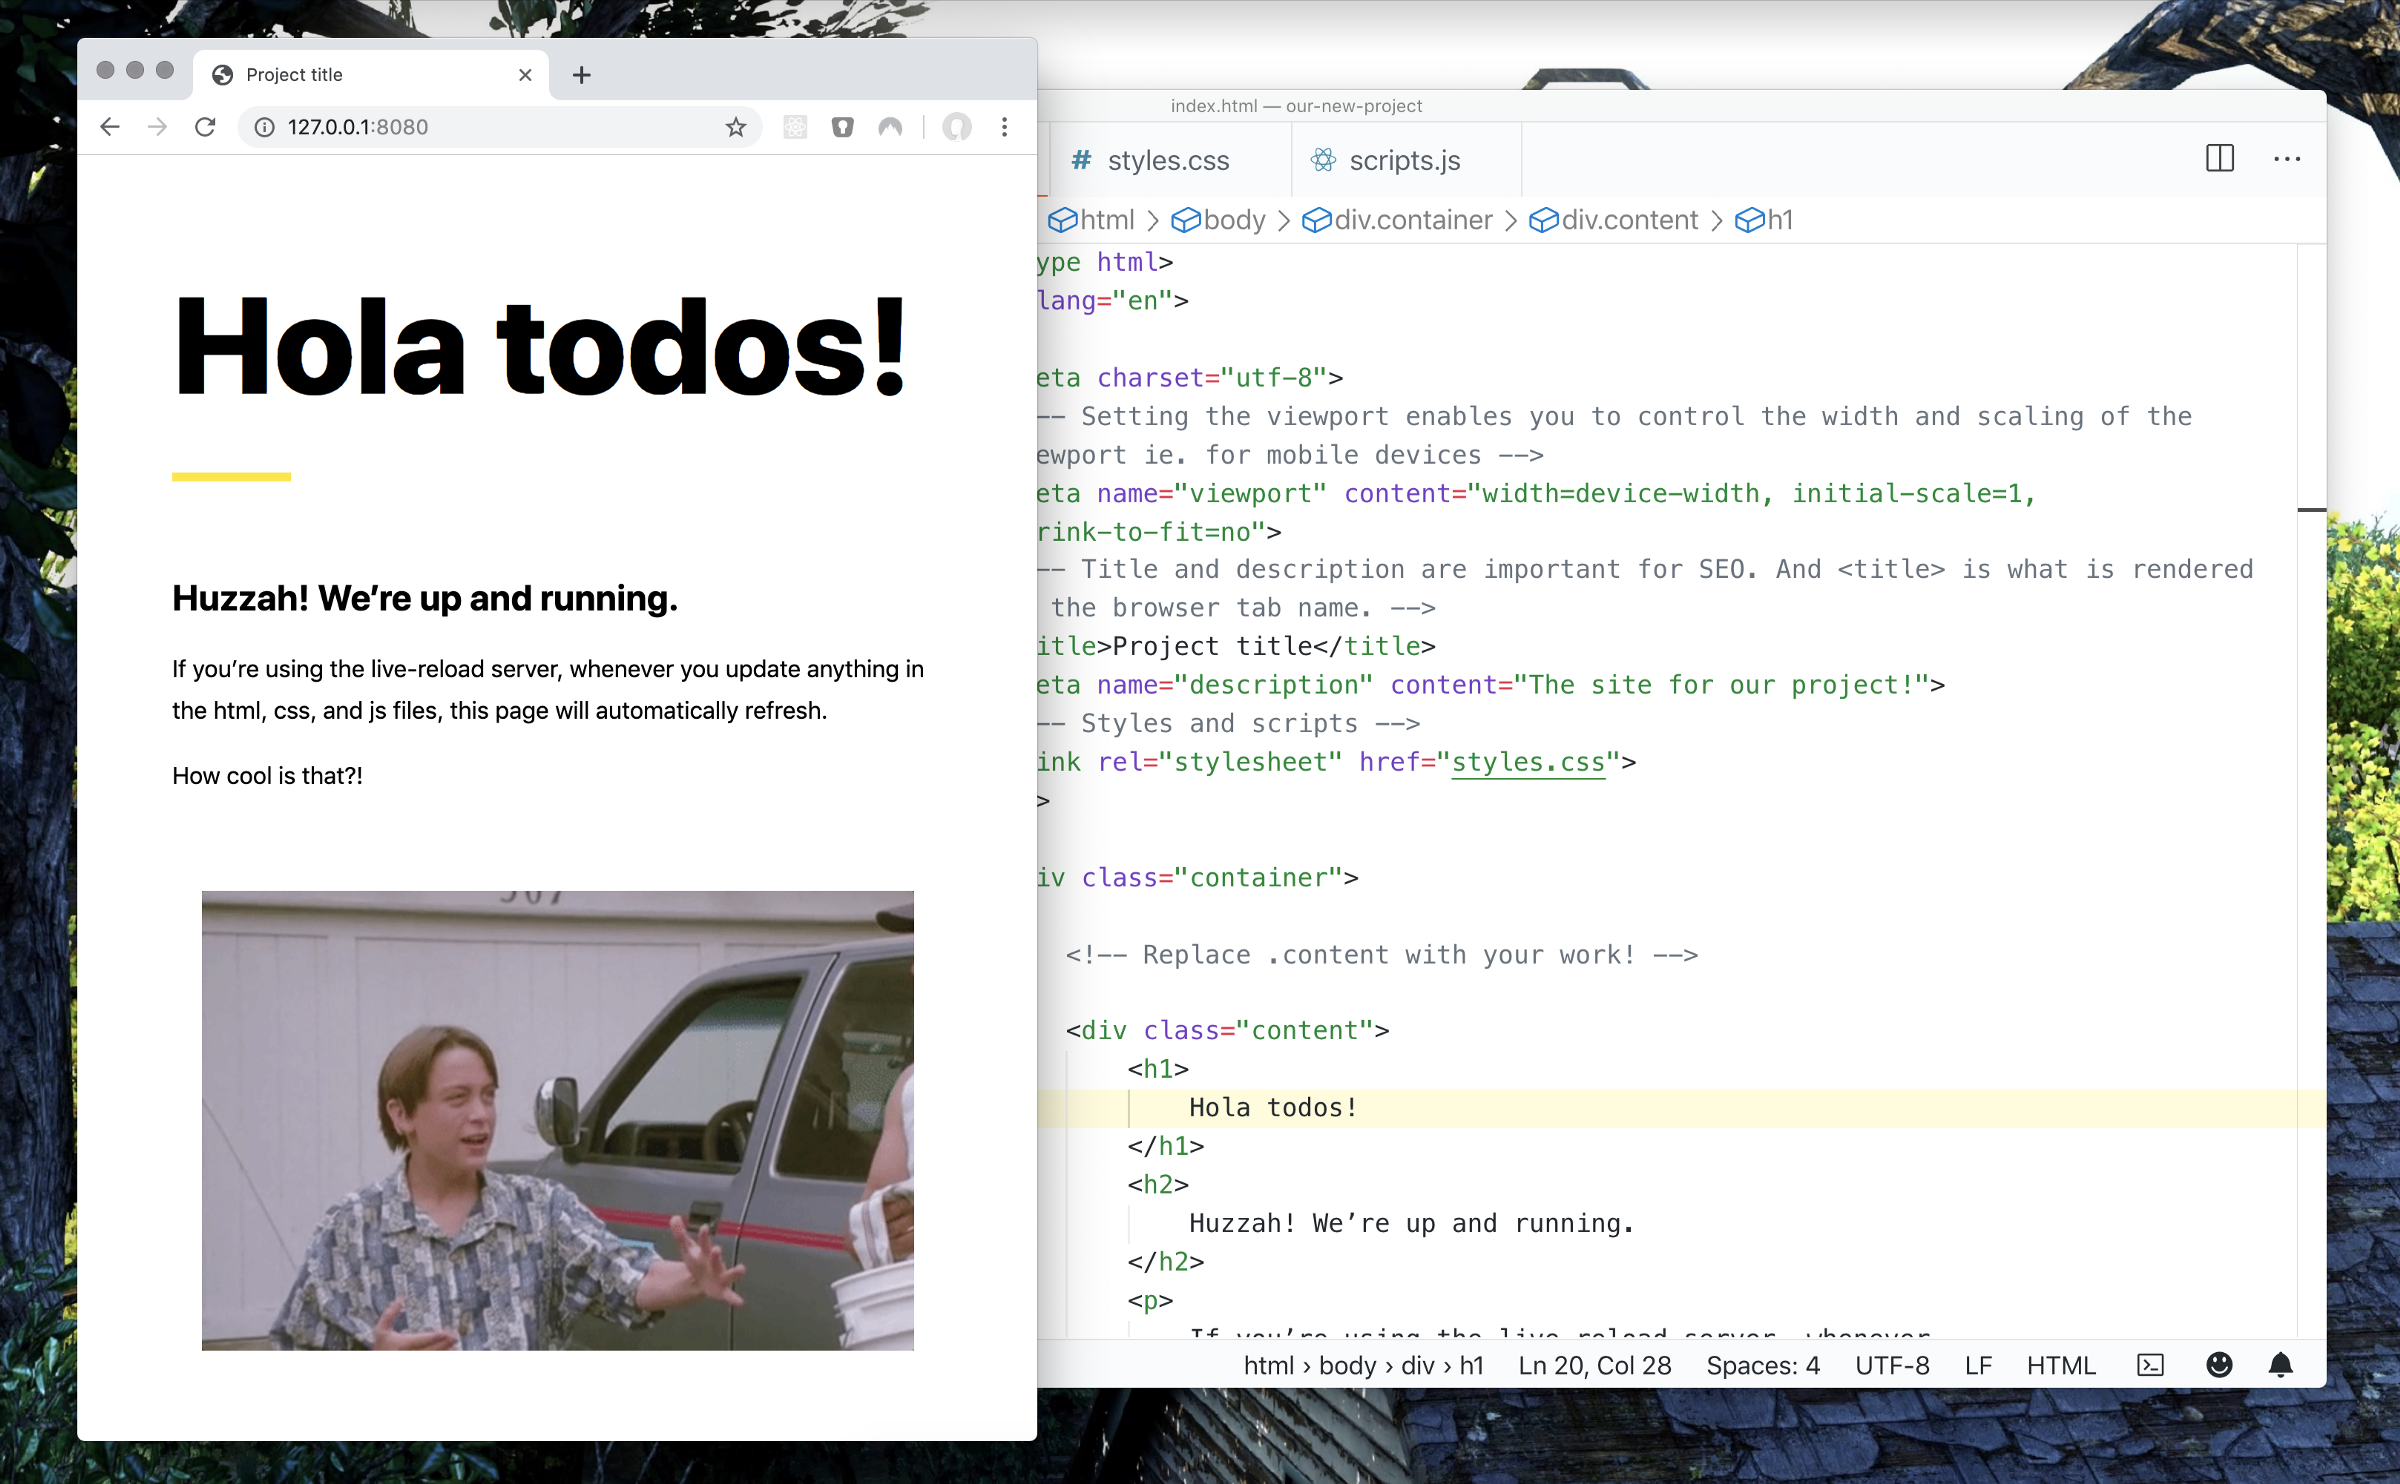 Project title
127.0.0.1:8080
Hola todos!
Huzzah! We’re up and running.
If you’re using the live-reload server, whenever you update anything in
the html, css, and js files, this page will automatically refresh.
How cool is that?!
index.html — our-new-project
# styles.css
scripts.js
html > body > div.container > div.content > h1
ype html>
lang="en">
eta charset="utf-8">
-- Setting the viewport enables you to control the width and scaling of the
ewport ie. for mobile devices -->
eta name="viewport" content="width=device-width, initial-scale=1,
rink-to-fit=no">
-- Title and description are important for SEO. And <title> is what is rendered
the browser tab name. -->
itle>Project title</title>
eta name="description" content="The site for our project!">
-- Styles and scripts -->
ink rel="stylesheet" href="styles.css">
>
iv class="container">
<!-- Replace .content with your work! -->
<div class="content">
<h1>
Hola todos!
</h1>
<h2>
Huzzah! We’re up and running.
</h2>
<p>
If you’re using the live-reload server, whenever
html › body › div › h1 Ln 20, Col 28 Spaces: 4 UTF-8 LF HTML